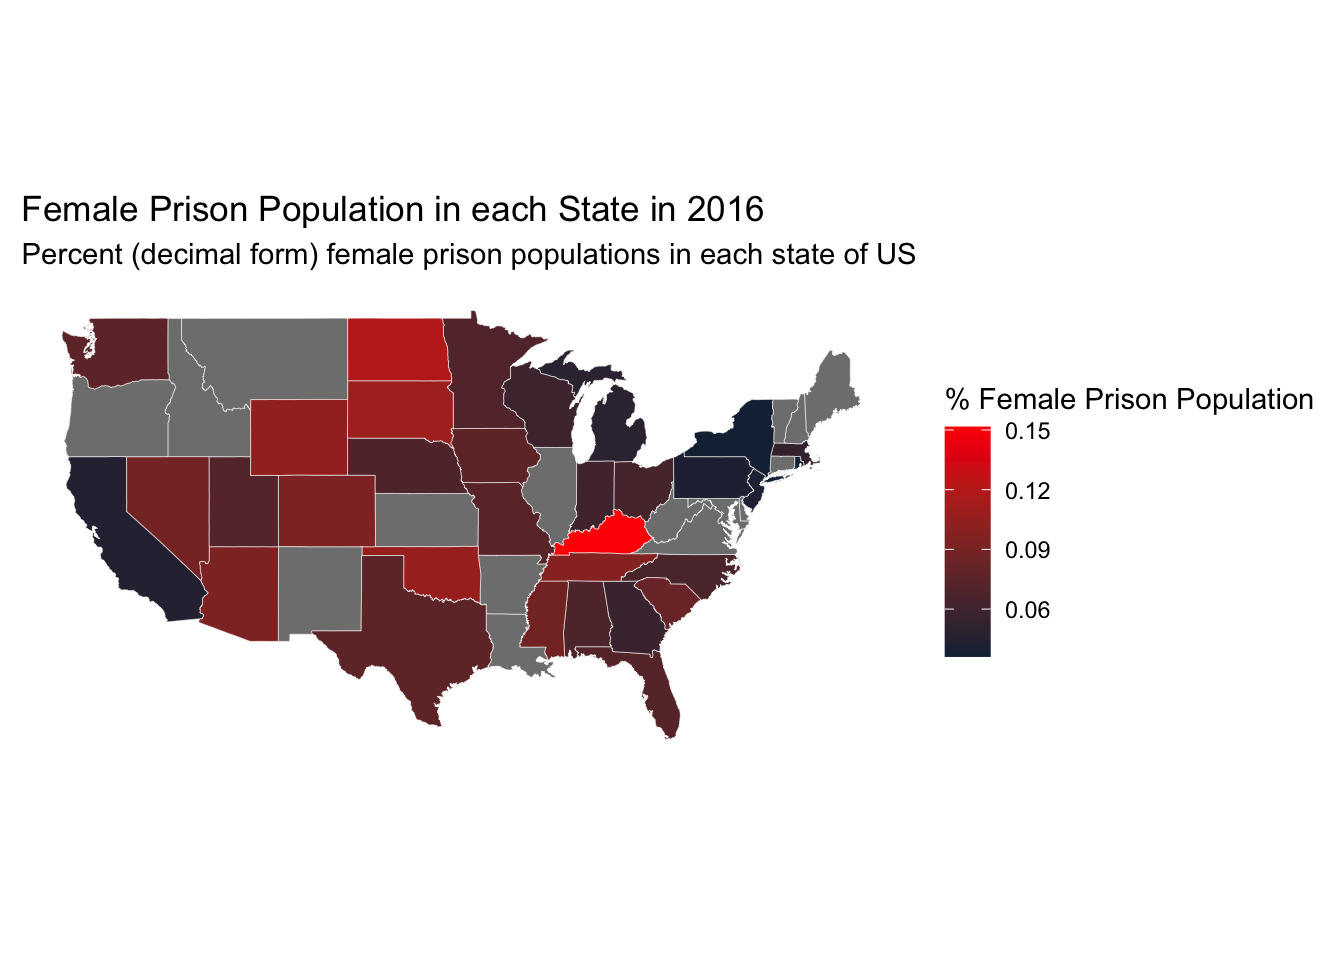 Female Prison Population in each State in 2016
Percent (decimal form) female prison populations in each state of US
% Female Prison Population
0.15
0.12
0.09
0.06